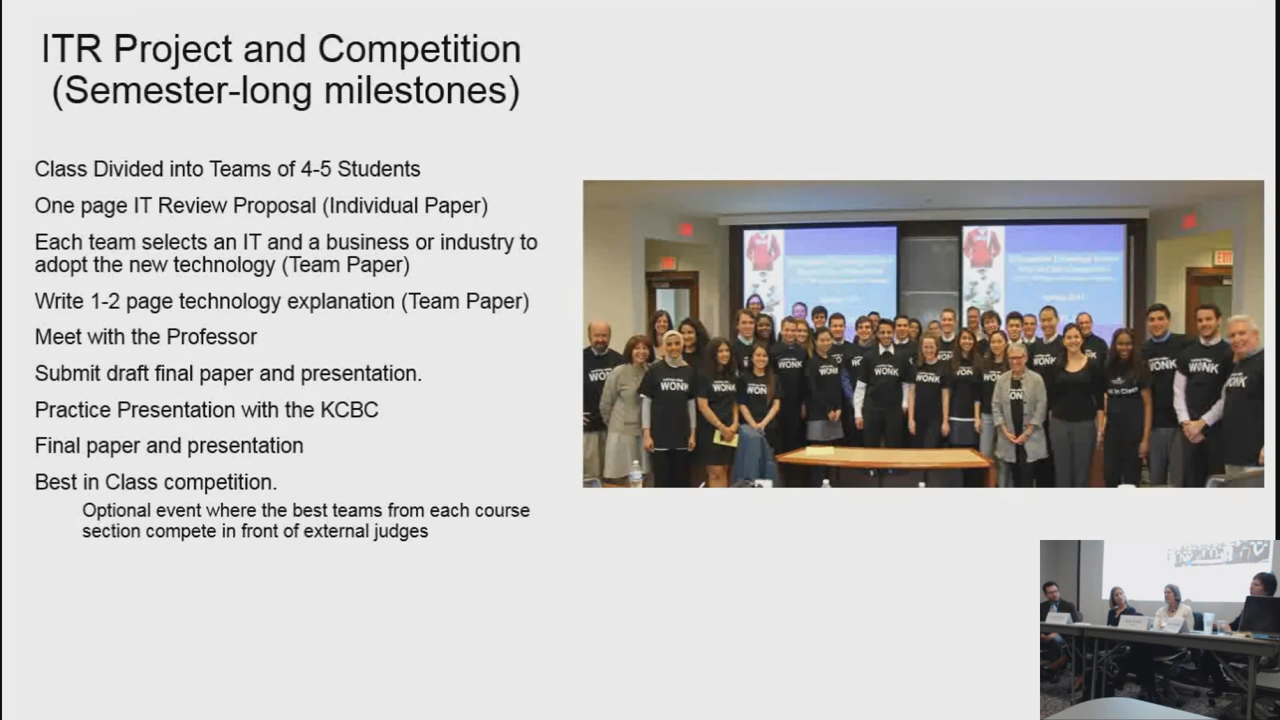 ITR Project and Competition
(Semester-long milestones)
Class Divided into Teams of 4-5 Students
One page IT Review Proposal (Individual Paper)
Each team selects an IT and a business or industry to
adopt the new technology (Team Paper)
Write 1-2 page technology explanation (Team Paper)
Meet with the Professor
Submit draft final paper and presentation.
Practice Presentation with the KCBC
Final paper and presentation
Best in Class competition.
Optional event where the best teams from each course
section compete in front of external judges
WONK
WONK
WONK
WONK
WONK
WONK
WONK
WONK